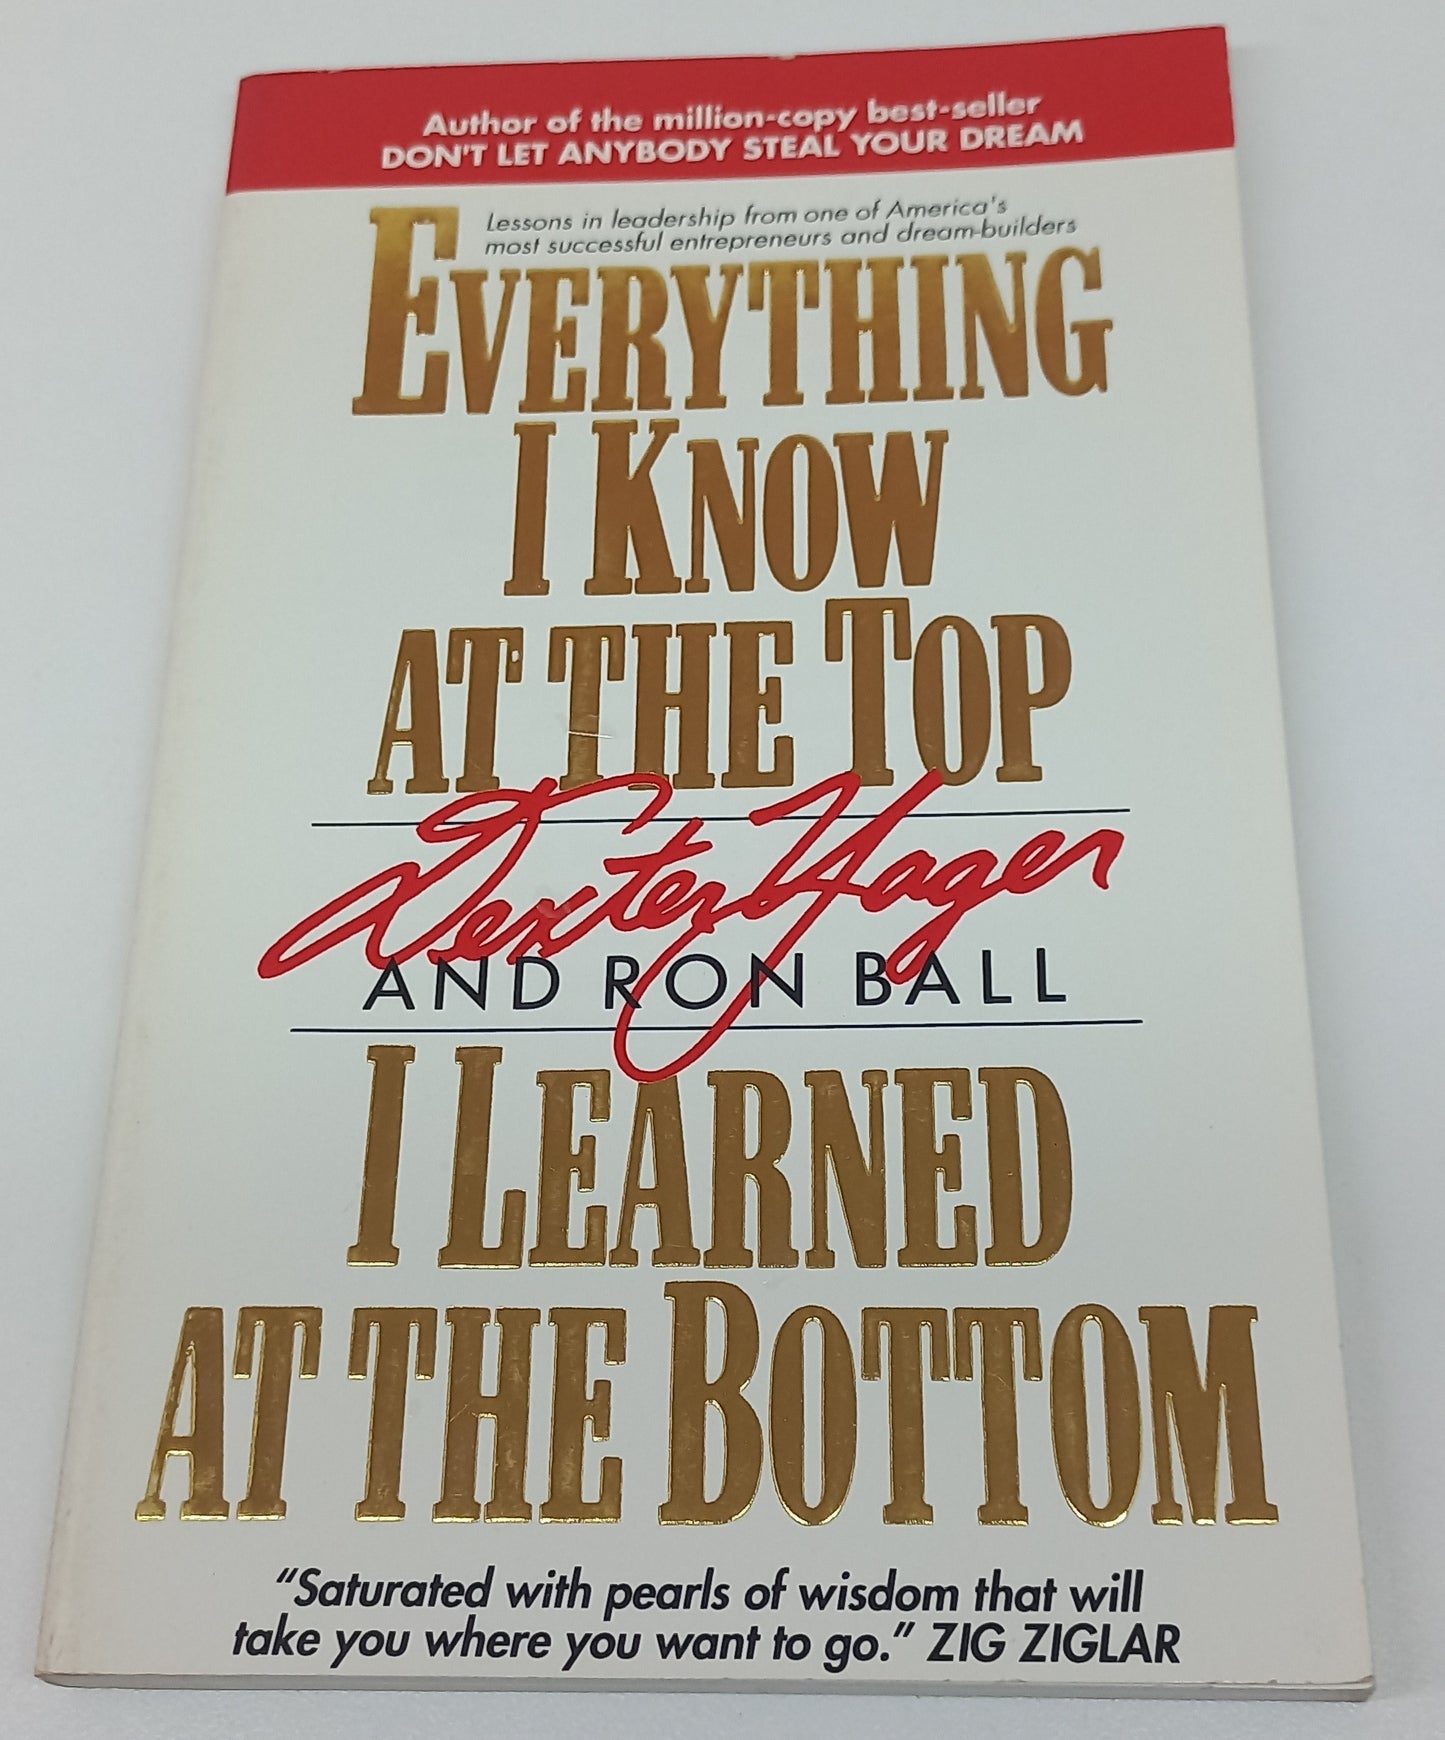 Author of the million-copy best-seller
DON'T LET ANYBODY STEAL YOUR DREAM
Lessons in leadership from one of America's
most successful entrepreneurs and dream-builders
EVERYTHING
I KNOW
AT THE TOP
Dexter Yager
AND RON BALL
I LEARNED
AT THE BOTTOM
"Saturated with pearls of wisdom that will
take you where you want to go." ZIG ZIGLAR